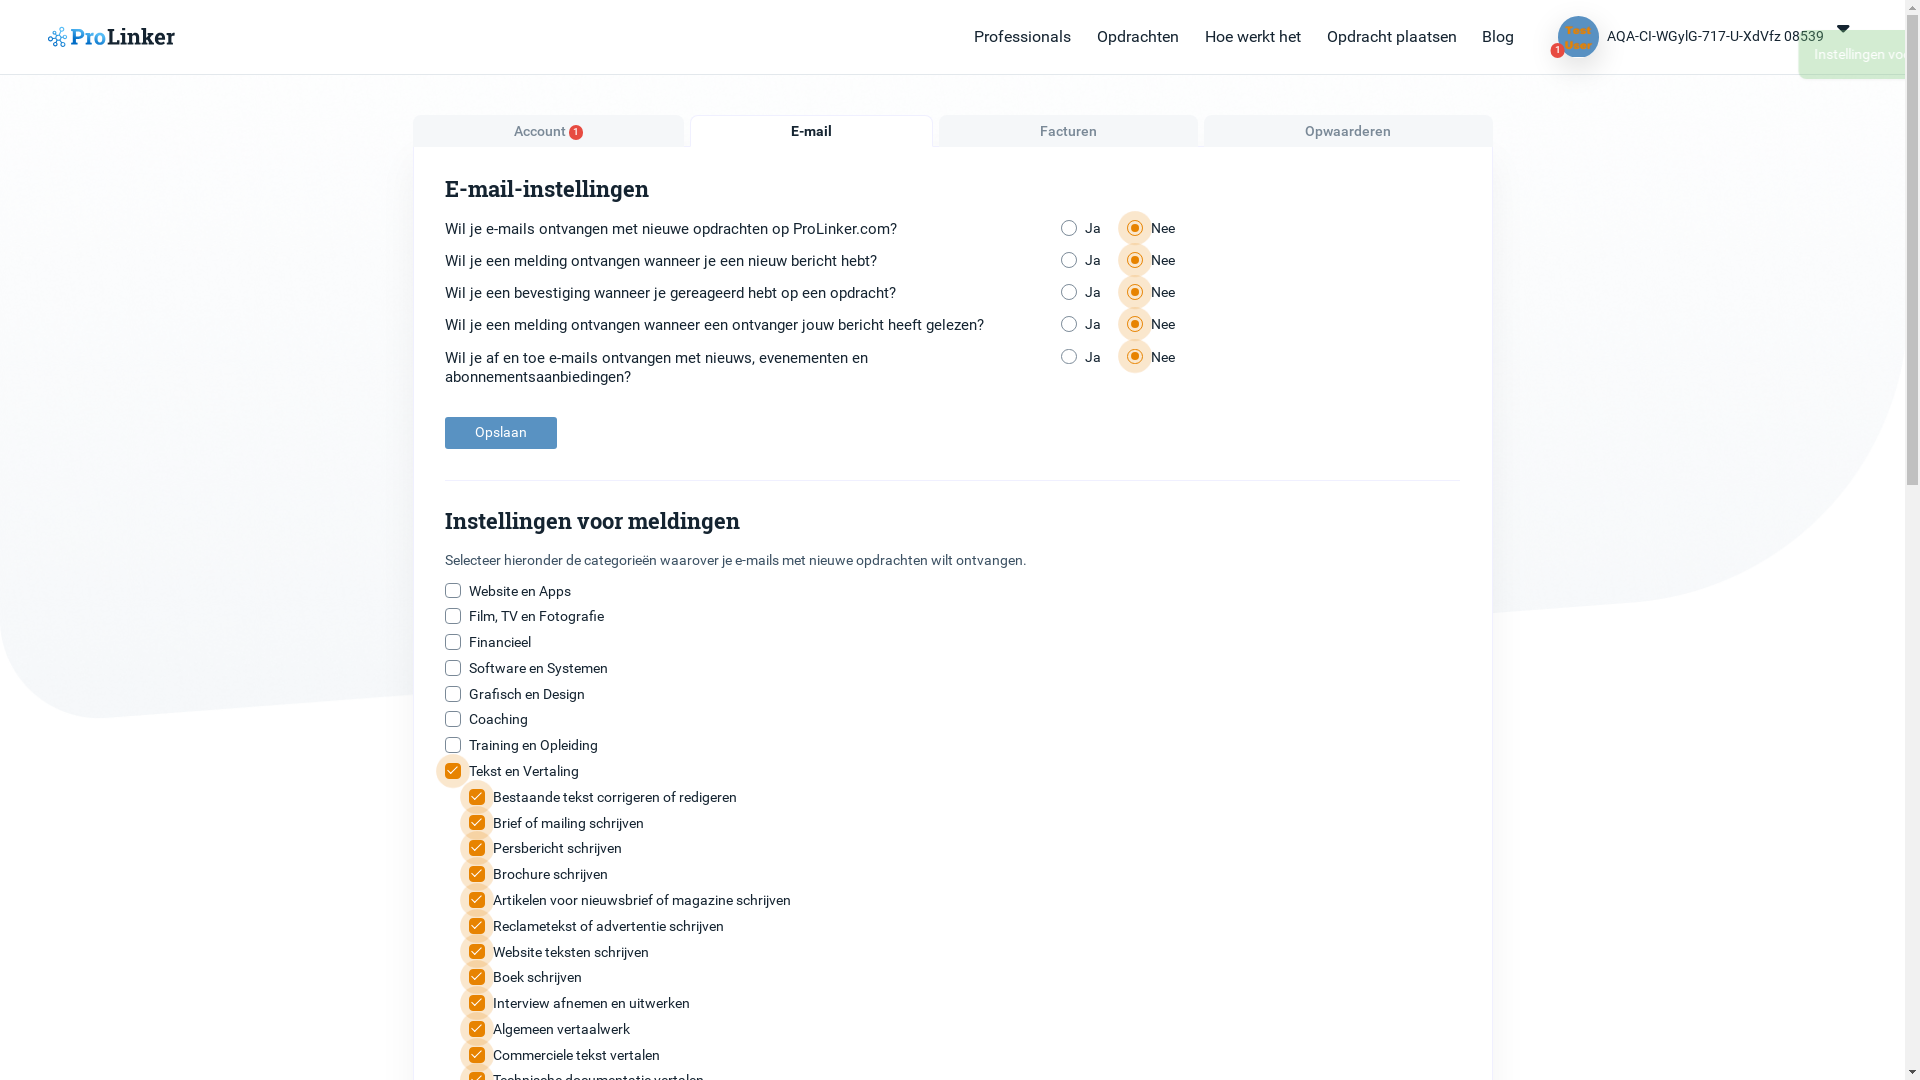 ProLinker
Professionals
Opdrachten
Hoe werkt het
Opdracht plaatsen
Blog
Test
User
1
AQA-CI-WGylG-717-U-XdVfz 08539
Instellingen
Account 1
E-mail
Facturen
Opwaarderen
E-mail-instellingen
Wil je e-mails ontvangen met nieuwe opdrachten op ProLinker.com?
Ja
Nee
Wil je een melding ontvangen wanneer je een nieuw bericht hebt?
Ja
Nee
Wil je een bevestiging wanneer je gereageerd hebt op een opdracht?
Ja
Nee
Wil je een melding ontvangen wanneer een ontvanger jouw bericht heeft gelezen?
Ja
Nee
Wil je af en toe e-mails ontvangen met nieuws, evenementen en
abonnementsaanbiedingen?
Ja
Nee
Opslaan
Instellingen voor meldingen
Selecteer hieronder de categorieën waarover je e-mails met nieuwe opdrachten wilt ontvangen.
Website en Apps
Film, TV en Fotografie
Financieel
Software en Systemen
Grafisch en Design
Coaching
Training en Opleiding
Tekst en Vertaling
Bestaande tekst corrigeren of redigeren
Brief of mailing schrijven
Persbericht schrijven
Brochure schrijven
Artikelen voor nieuwsbrief of magazine schrijven
Reclametekst of advertentie schrijven
Website teksten schrijven
Boek schrijven
Interview afnemen en uitwerken
Algemeen vertaalwerk
Commerciele tekst vertalen
Technische documentatie vertalen